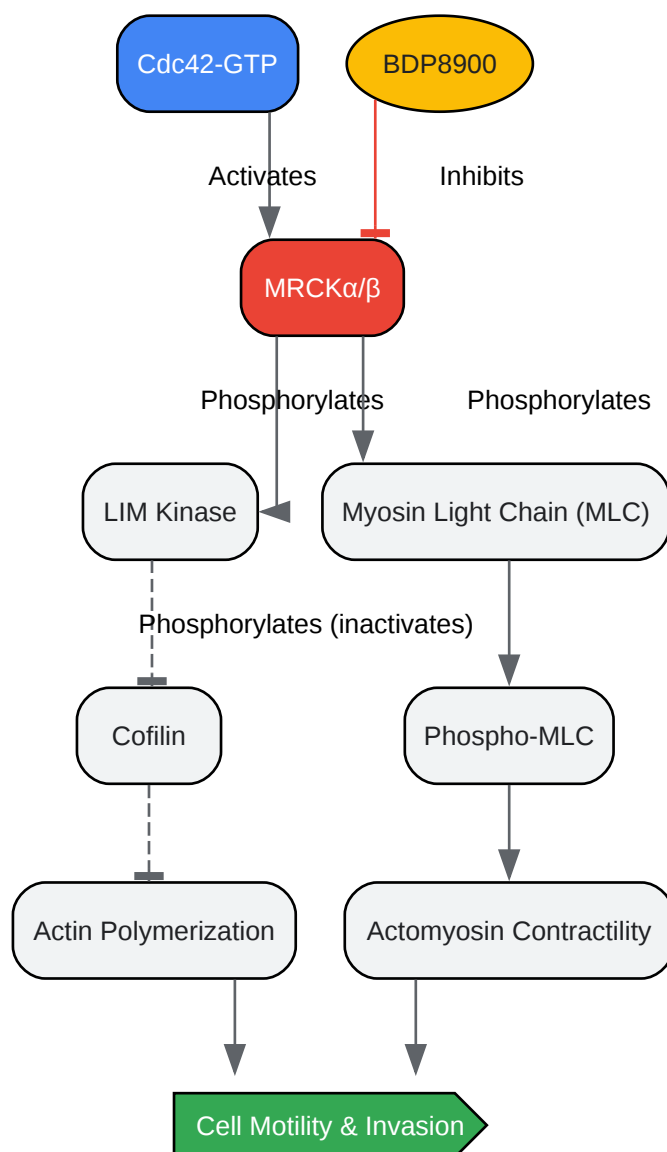 Cdc42-GTP
BDP8900
Activates
Inhibits
MRCKα/β
Phosphorylates
Phosphorylates
LIM Kinase
Myosin Light Chain (MLC)
Phosphorylates (inactivates)
Cofilin
Phospho-MLC
Actin Polymerization
Actomyosin Contractility
Cell Motility & Invasion